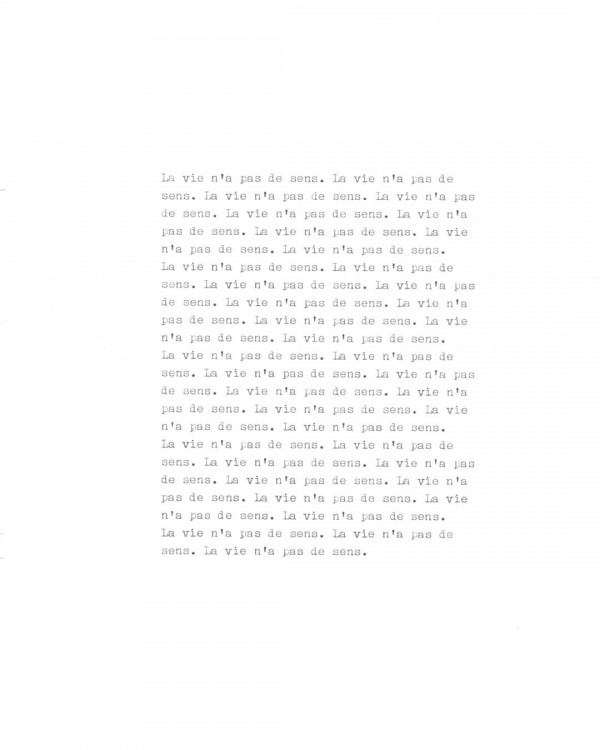 La vie n'a pas de sens. La vie n'a pas de
sens. La vie n'a pas de sens. La vie n'a pas
de sens. La vie n'a pas de sens. La vie n'a
pas de sens. La vie n'a pas de sens. La vie
n'a pas de sens. La vie n'a pas de sens.
La vie n'a pas de sens. La vie n'a pas de
sens. La vie n'a pas de sens. La vie n'a pas
de sens. La vie n'a pas de sens. La vie n'a
pas de sens. La vie n'a pas de sens. La vie
n'a pas de sens. La vie n'a pas de sens.
La vie n'a pas de sens. La vie n'a pas de
sens. La vie n'a pas de sens. La vie n'a pas
de sens. La vie n'a pas de sens. La vie n'a
pas de sens. La vie n'a pas de sens. La vie
n'a pas de sens. La vie n'a pas de sens.
La vie n'a pas de sens. La vie n'a pas de
sens. La vie n'a pas de sens. La vie n'a pas
de sens. La vie n'a pas de sens. La vie n'a
pas de sens. La vie n'a pas de sens. La vie
n'a pas de sens. La vie n'a pas de sens.
La vie n'a pas de sens. La vie n'a pas de
sens. La vie n'a pas de sens.